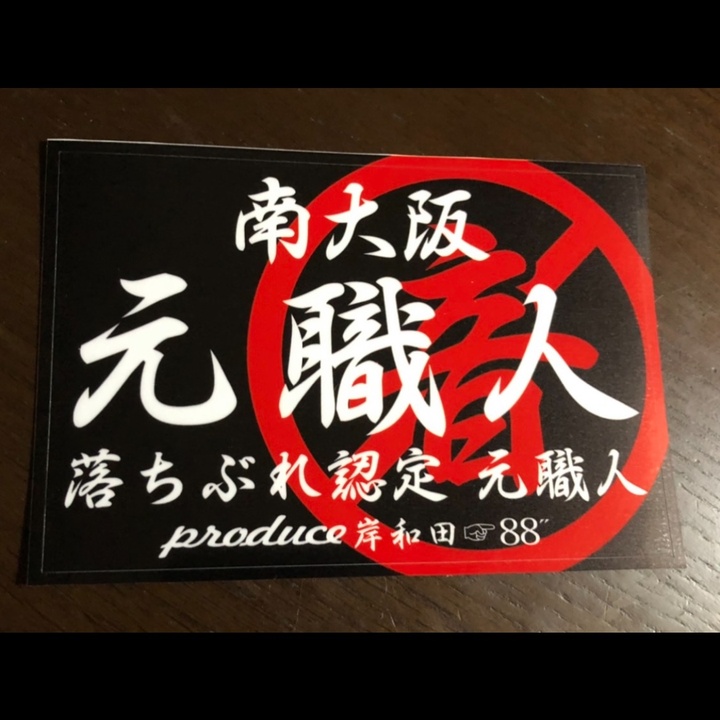 南大阪
元職人
落ちぶれ認定 元職人
produce岸和田☞88"